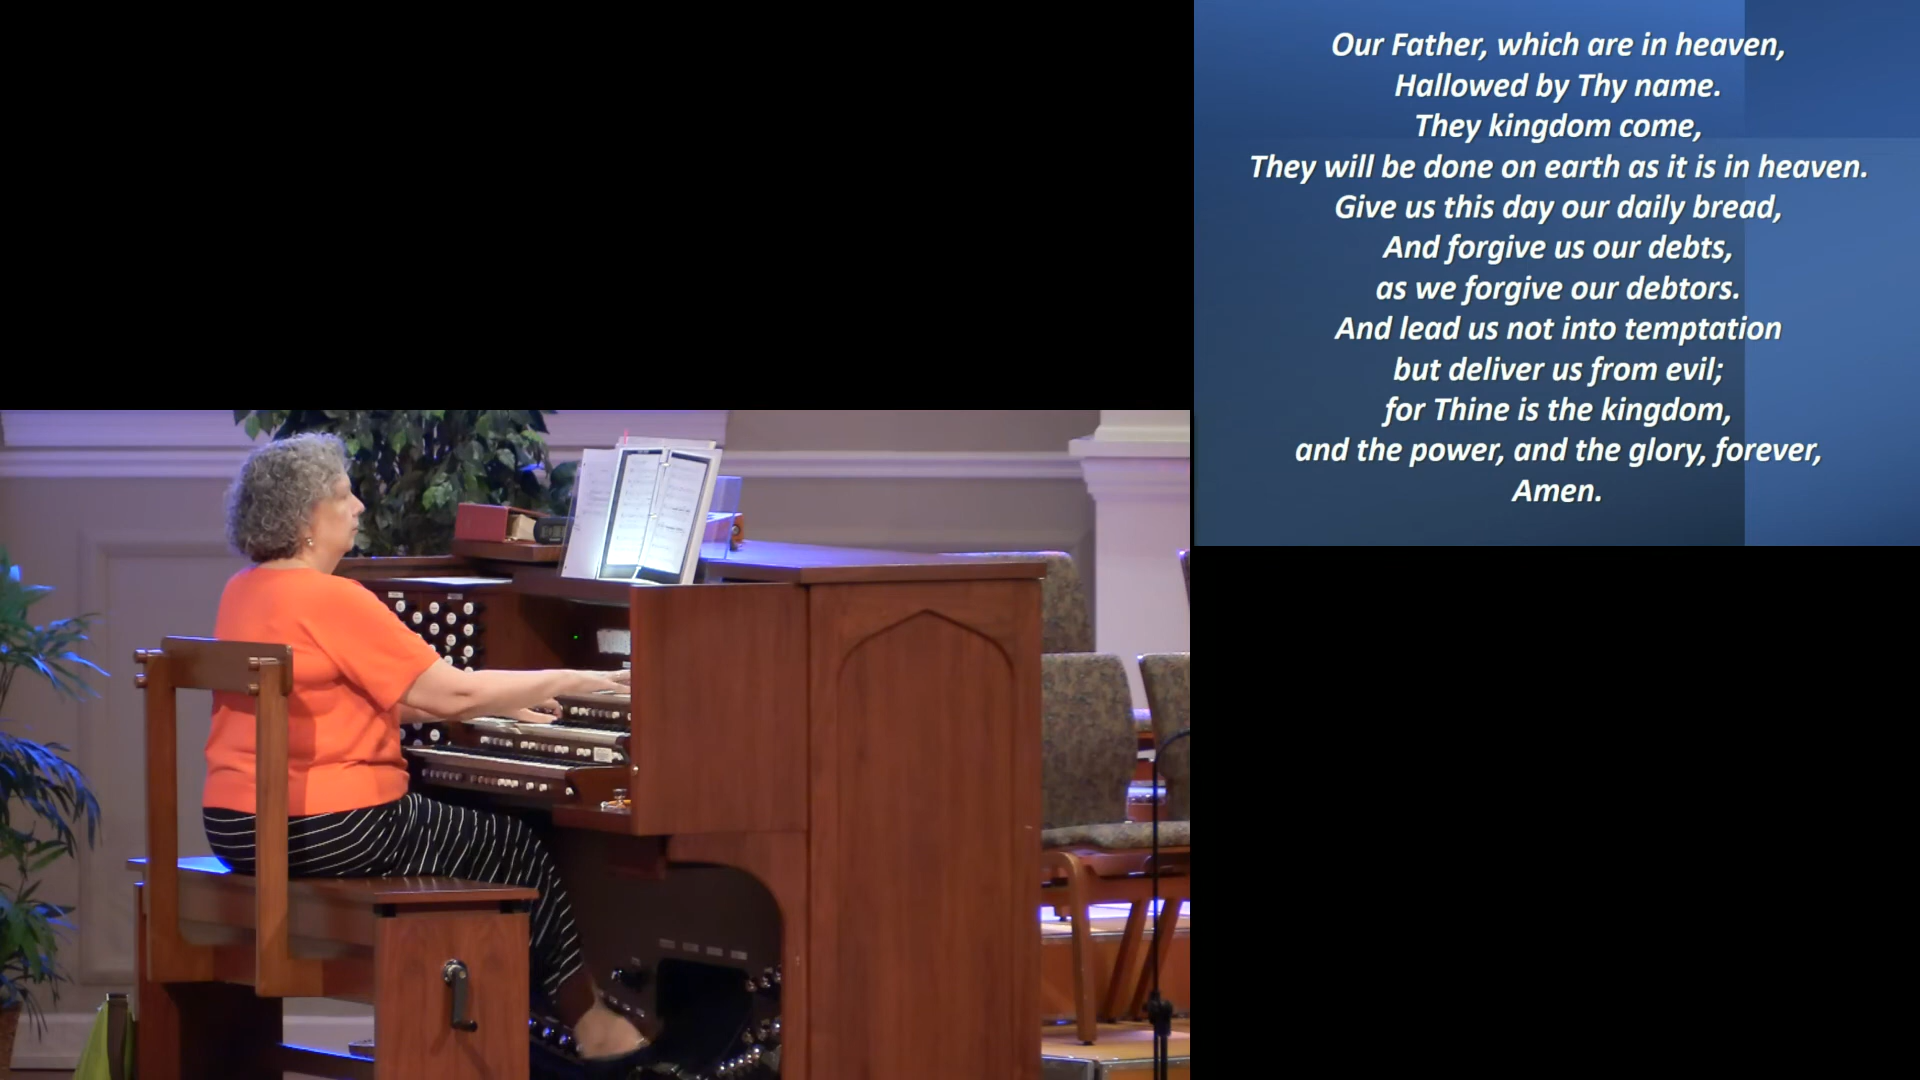 Our Father, which are in heaven,
Hallowed by Thy name.
They kingdom come,
They will be done on earth as it is in heaven.
Give us this day our daily bread,
And forgive us our debts,
as we forgive our debtors.
And lead us not into temptation
but deliver us from evil;
for Thine is the kingdom,
and the power, and the glory, forever,
Amen.